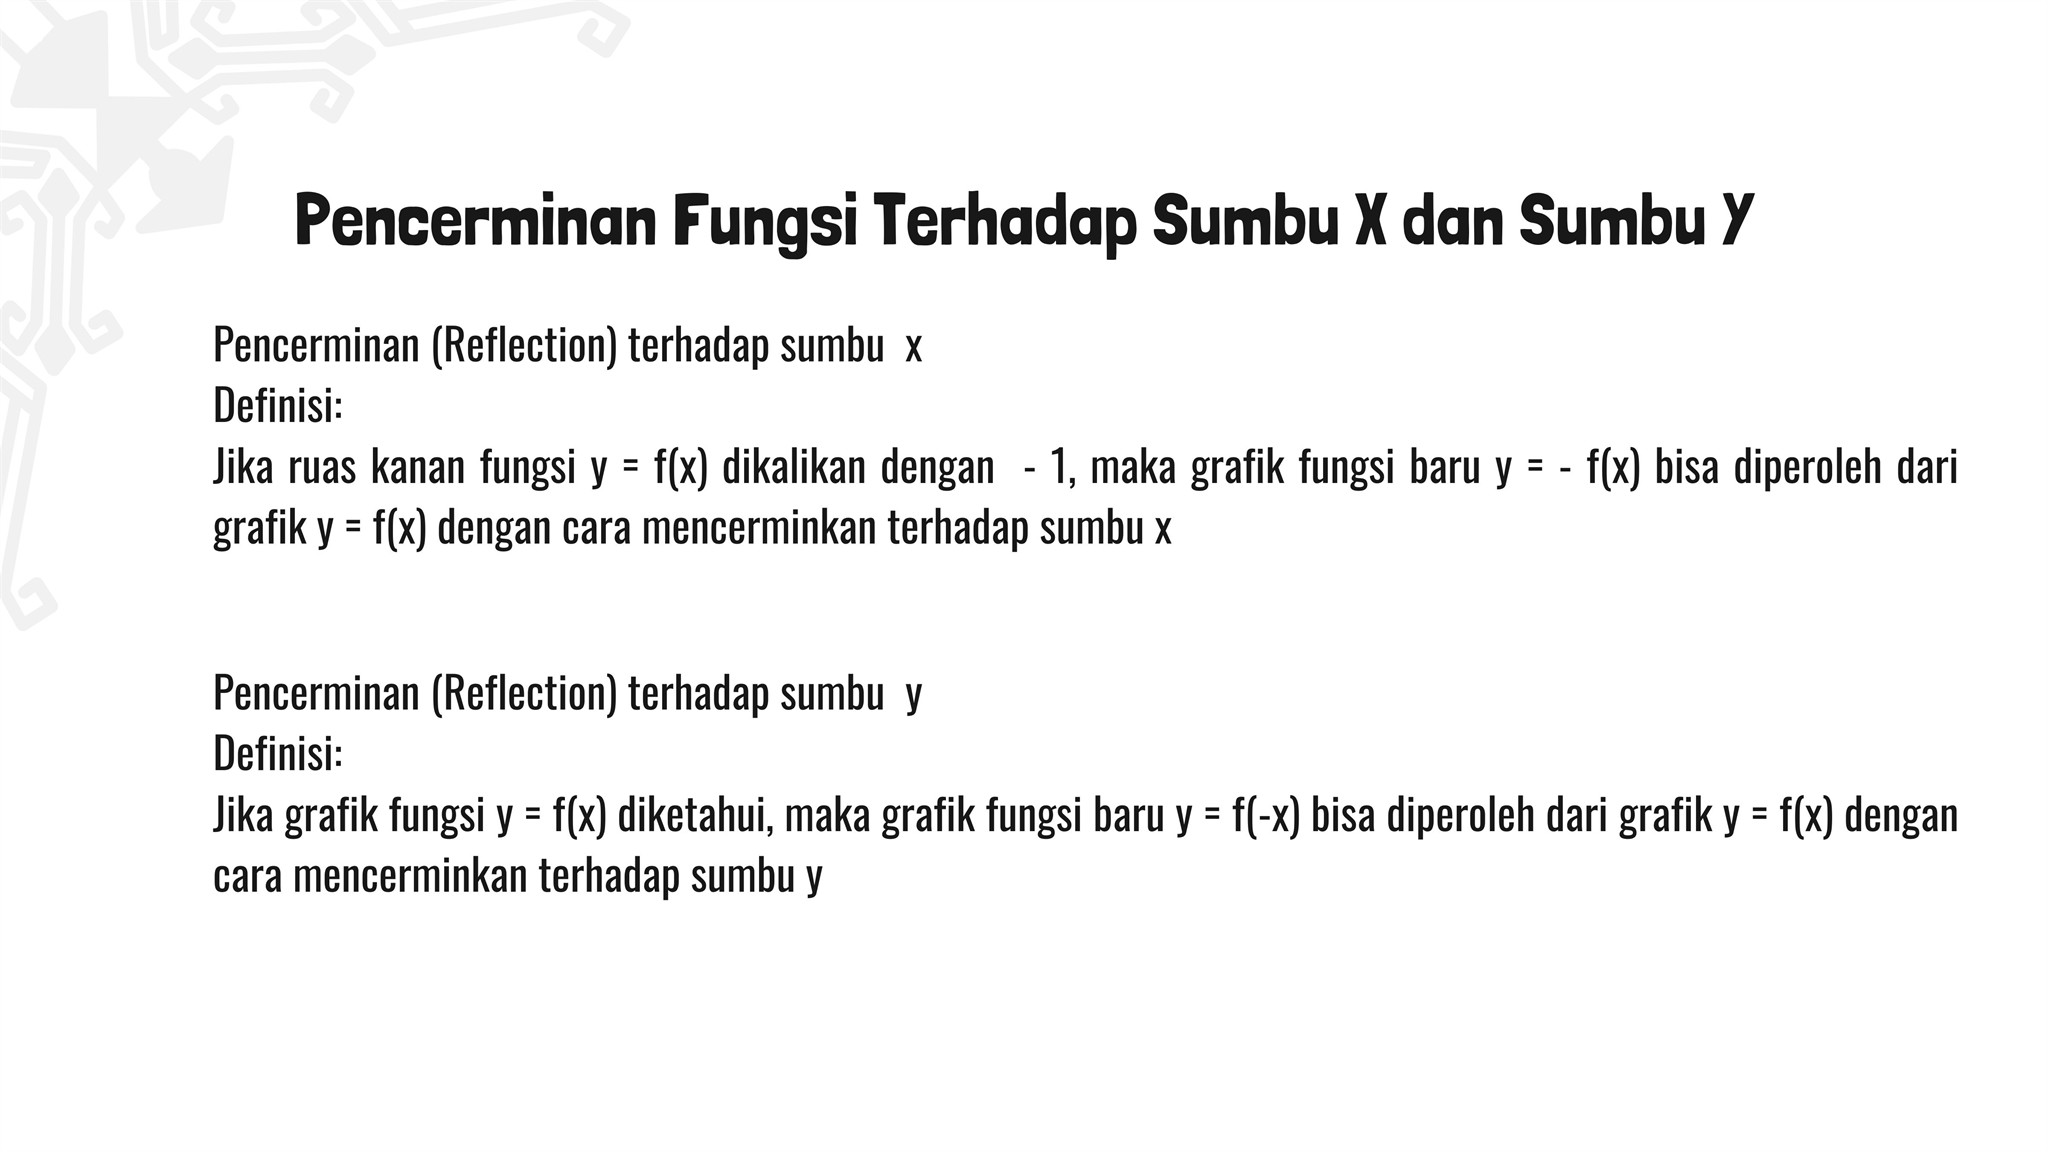 Pencerminan Fungsi Terhadap Sumbu X dan Sumbu Y
Pencerminan (Reflection) terhadap sumbu  x
Definisi:
Jika ruas kanan fungsi y = f(x) dikalikan dengan  - 1, maka grafik fungsi baru y = - f(x) bisa diperoleh dari
grafik y = f(x) dengan cara mencerminkan terhadap sumbu x
Pencerminan (Reflection) terhadap sumbu  y
Definisi:
Jika grafik fungsi y = f(x) diketahui, maka grafik fungsi baru y = f(-x) bisa diperoleh dari grafik y = f(x) dengan
cara mencerminkan terhadap sumbu y